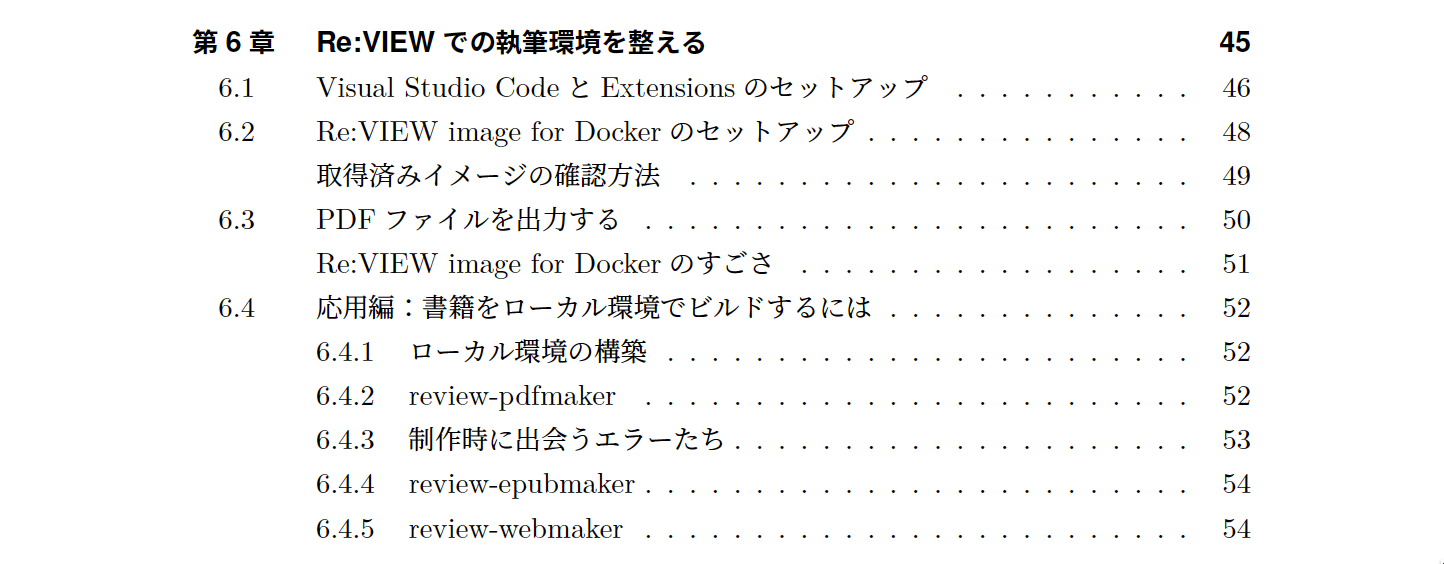 第 6 章 Re:VIEW での執筆環境を整える 45
6.1 Visual Studio Code と Extensions のセットアップ . . . . . . . . . . . 46
6.2 Re:VIEW image for Docker のセットアップ . . . . . . . . . . . . . . . 48
取得済みイメージの確認方法 . . . . . . . . . . . . . . . . . . . . . . . 49
6.3 PDF ファイルを出力する . . . . . . . . . . . . . . . . . . . . . . . . . 50
Re:VIEW image for Docker のすごさ . . . . . . . . . . . . . . . . . . 51
6.4 応用編：書籍をローカル環境でビルドするには . . . . . . . . . . . . . . 52
6.4.1 ローカル環境の構築 . . . . . . . . . . . . . . . . . . . . . . . . 52
6.4.2 review-pdfmaker . . . . . . . . . . . . . . . . . . . . . . . . . 52
6.4.3 制作時に出会うエラーたち . . . . . . . . . . . . . . . . . . . . . 53
6.4.4 review-epubmaker . . . . . . . . . . . . . . . . . . . . . . . . . 54
6.4.5 review-webmaker . . . . . . . . . . . . . . . . . . . . . . . . . 54